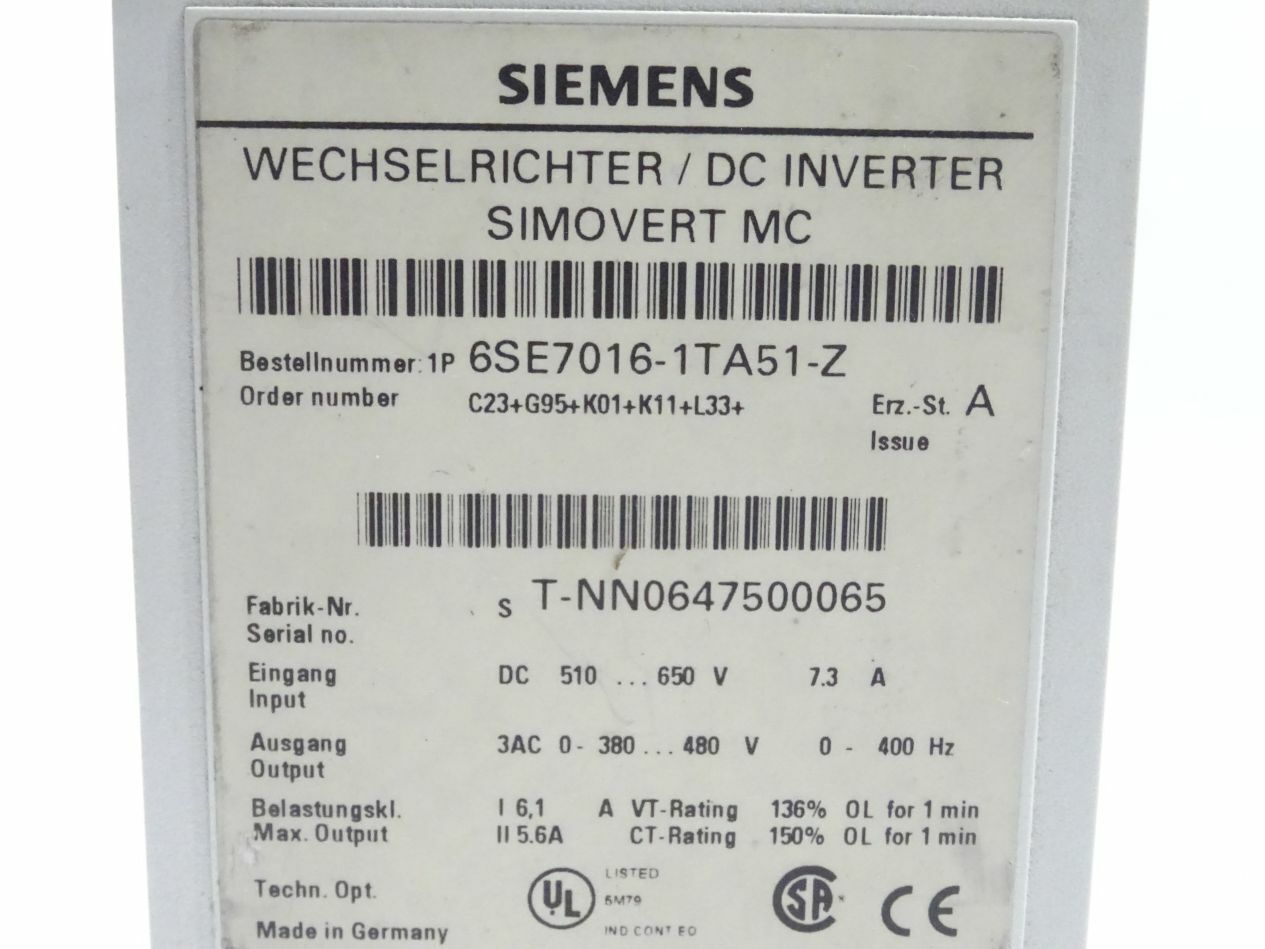 SIEMENS
WECHSELRICHTER / DC INVERTER
SIMOVERT MC
Bestellnummer: 1P 6SE7016-1TA51-Z
Order number C23+G95+K01+K11+L33+ Erz.-St. A
Issue
Fabrik-Nr. S T-NN0647500065
Serial no.
Eingang DC 510 ... 650 V 7.3 A
Input
Ausgang 3AC 0- 380 ... 480 V 0 - 400 Hz
Output
Belastungskl. I 6,1 A VT-Rating 136% OL for 1 min
Max. Output II 5.6A CT-Rating 150% OL for 1 min
LISTED
Techn. Opt. UL 5M79 SA CE
Made in Germany IND CONT EQ